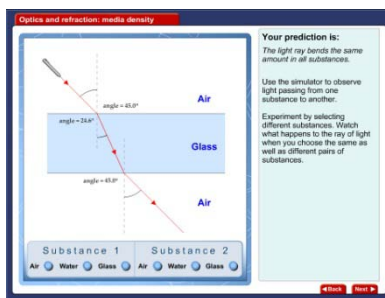 Optics and refraction: media density
angle = 45.0°
Air
angle = 24.6°
Glass
angle = 45.0°
Air
Substance 1
Air Water Glass
Substance 2
Air Water Glass
Your prediction is:
The light ray bends the same
amount in all substances.
Use the simulator to observe
light passing from one
substance to another.
Experiment by selecting
different substances. Watch
what happens to the ray of light
when you choose the same as
well as different pairs of
substances.
Back Next